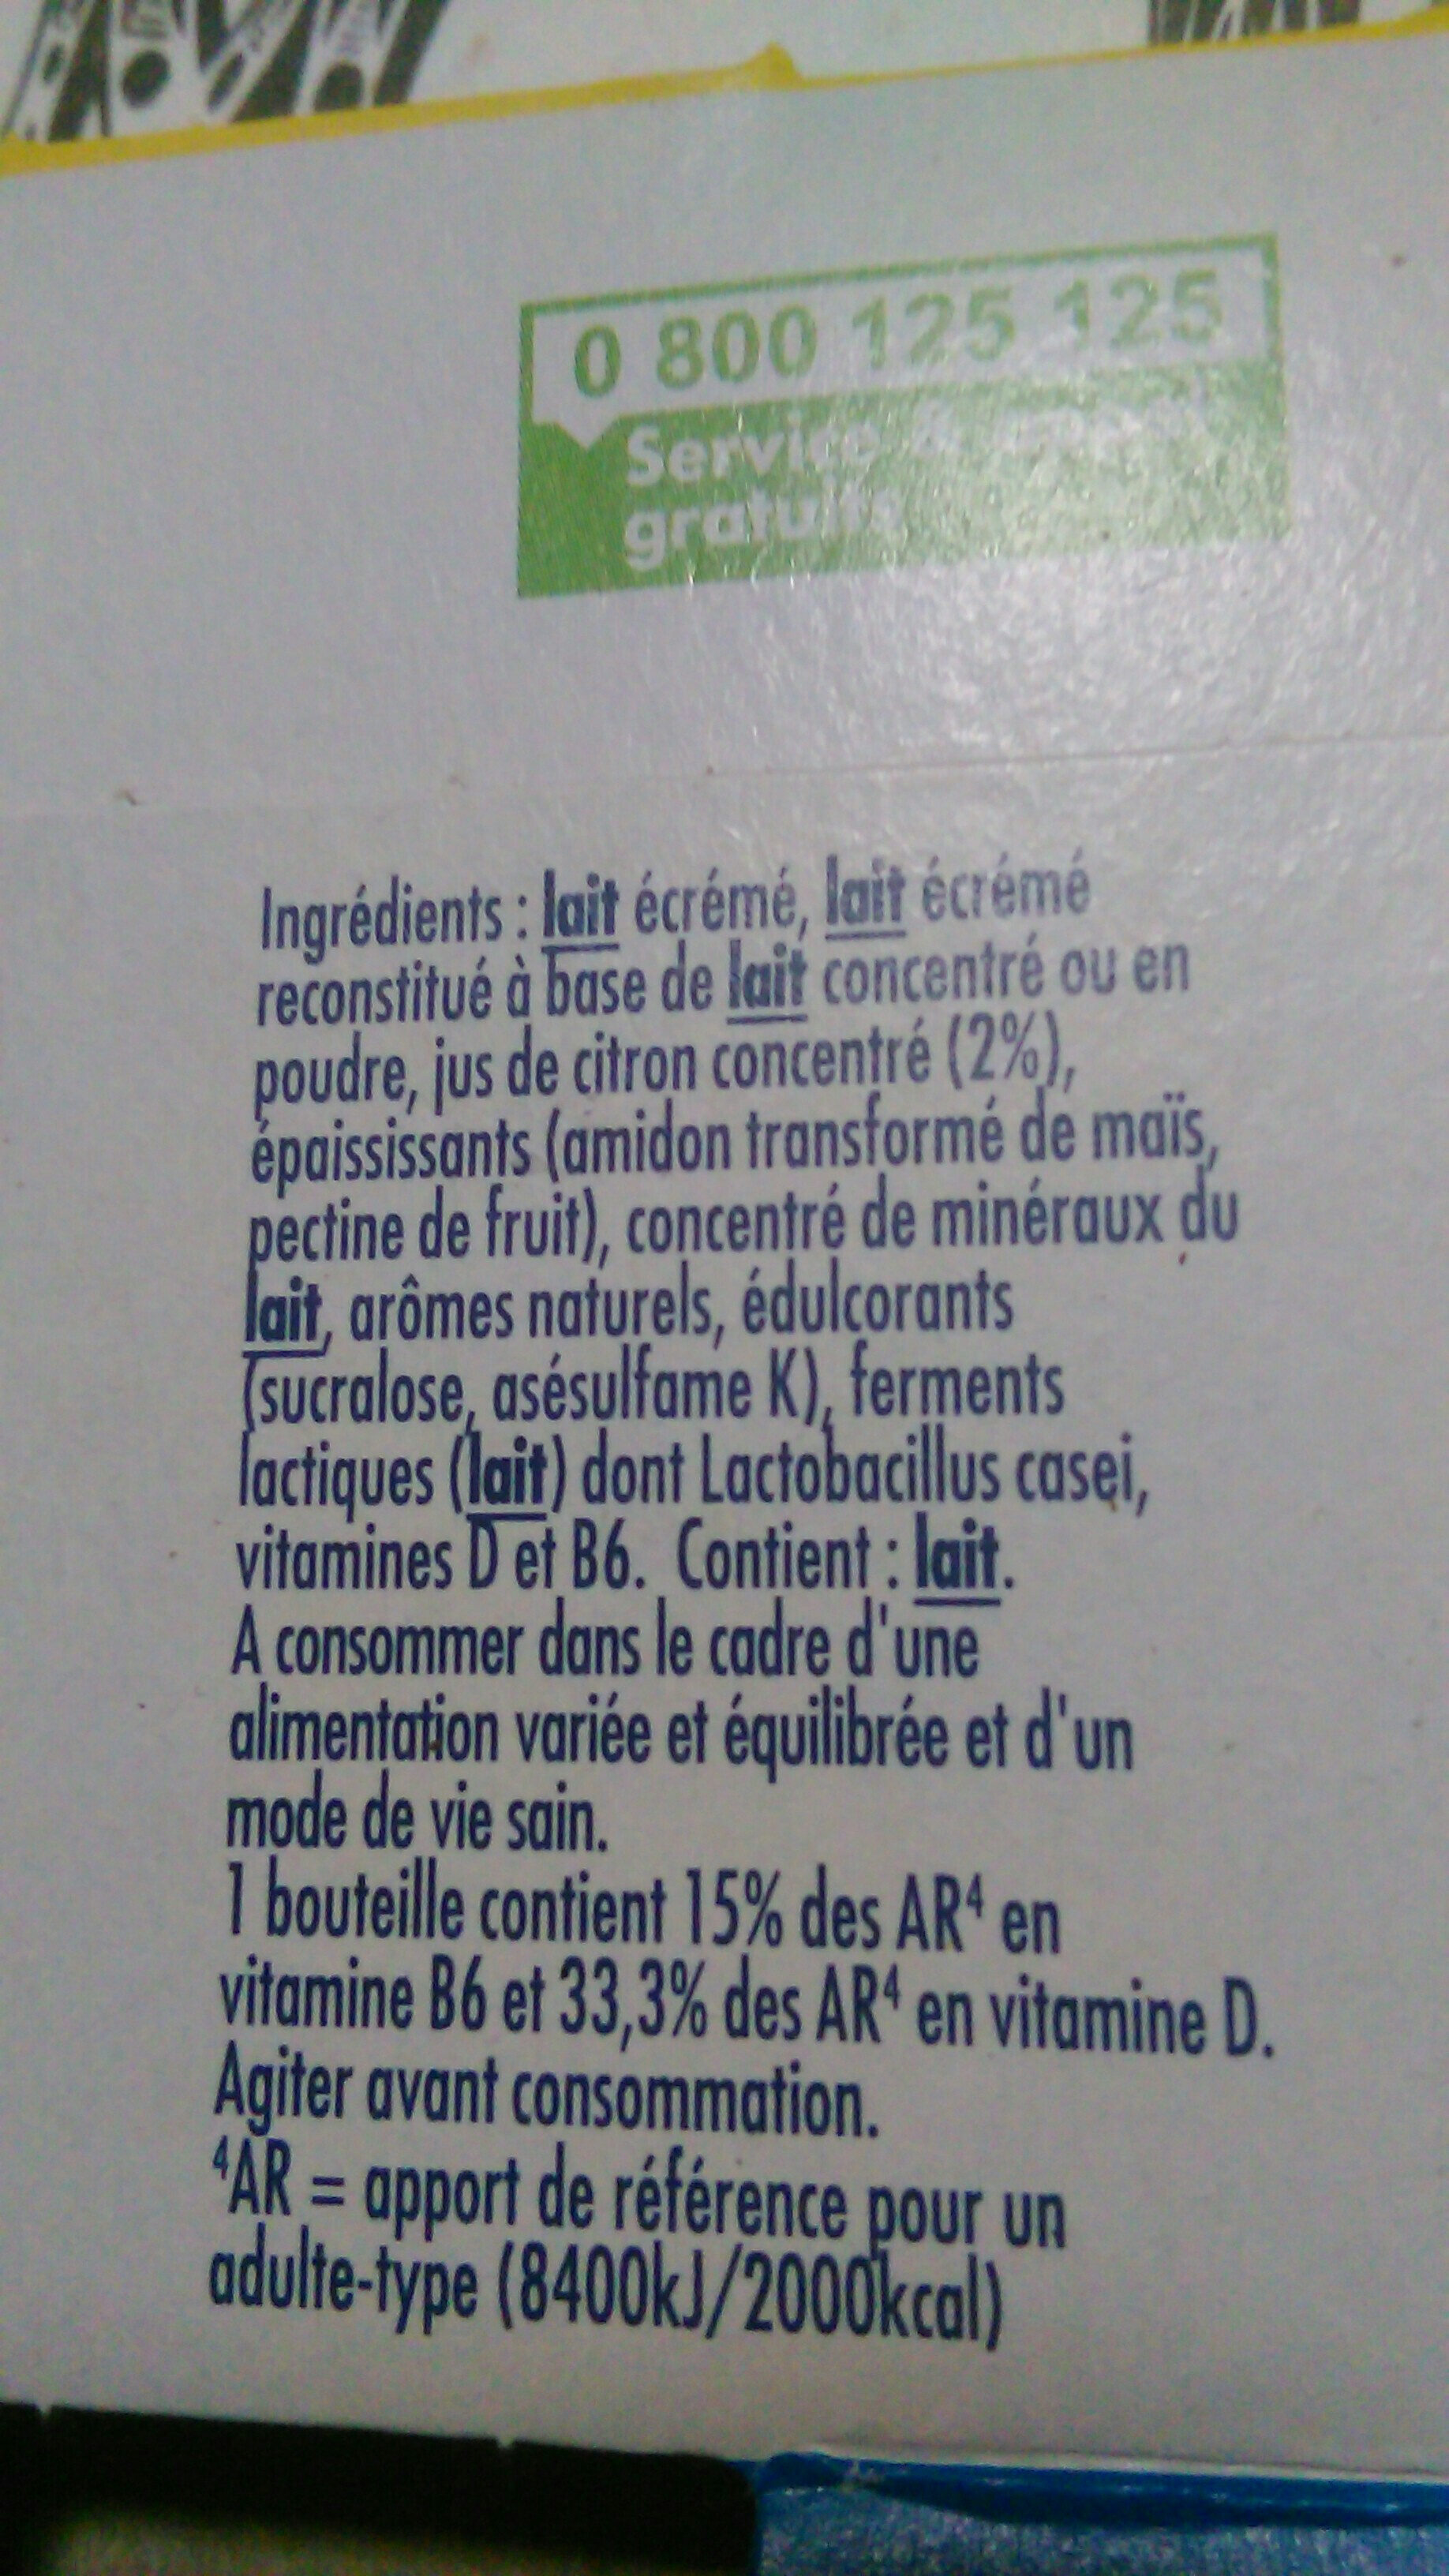 0 800 125 125
Service &
gratuits
Ingrédients : lait écrémé, lait écrémé
reconstitué à base de lait concentré ou en
poudre, jus de citron concentré (2%),
épaississants (amidon transformé de maïs,
pectine de fruit), concentré de minéraux du
lait, arômes naturels, édulcorants
(sucralose, asésulfame K), ferments
lactiques (lait) dont Lactobacillus casei,
vitamines D et B6. Contient : lait.
A consommer dans le cadre d'une
alimentation variée et équilibrée et d'un
mode de vie sain.
1 bouteille contient 15% des AR⁴ en
vitamine B6 et 33,3% des AR⁴ en vitamine D.
Agiter avant consommation.
⁴AR = apport de référence pour un
adulte-type (8400kJ/2000kcal)